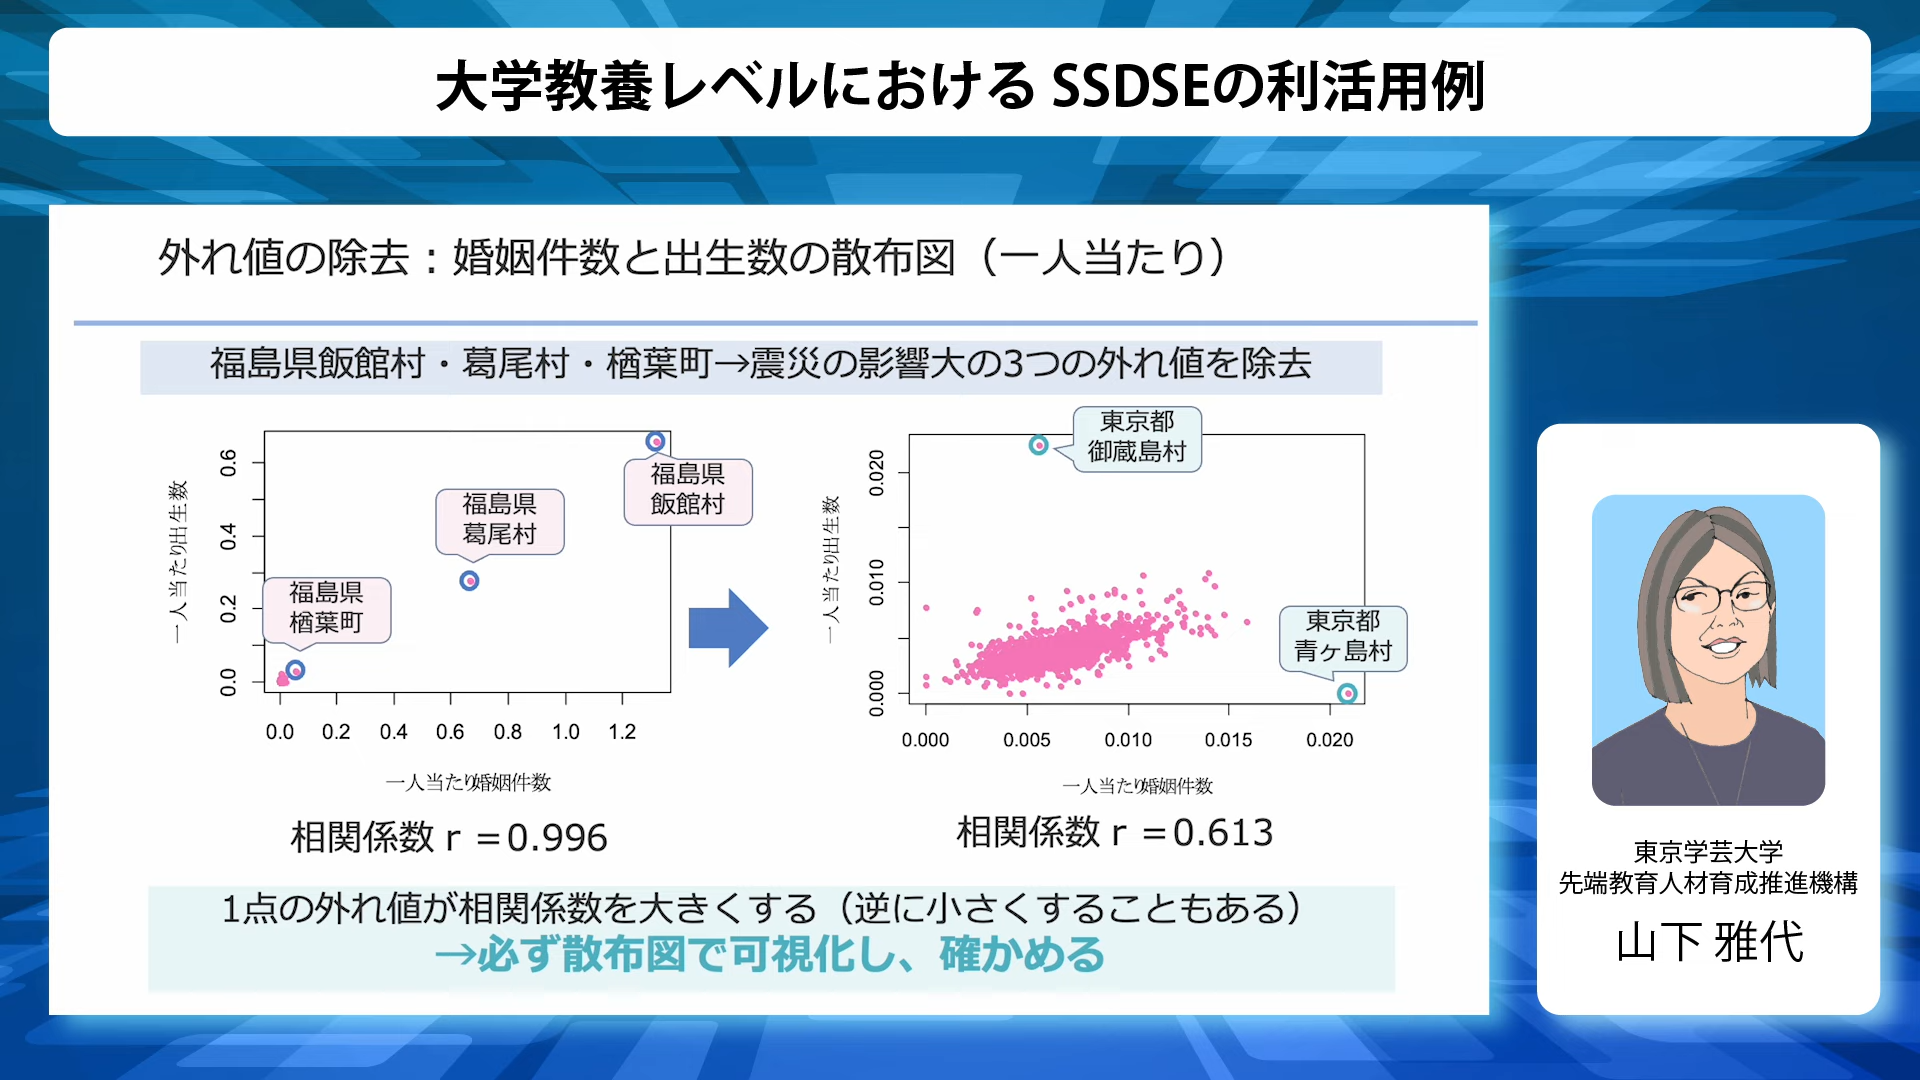 大学教養レベルにおける SSDSEの利活用例
外れ値の除去：婚姻件数と出生数の散布図（一人当たり）
福島県飯館村・葛尾村・楢葉町→震災の影響大の3つの外れ値を除去
一人当たり出生数
0.6
0.4
0.2
0.0
福島県
飯館村
福島県
葛尾村
福島県
楢葉町
0.0 0.2 0.4 0.6 0.8 1.0 1.2
一人当たり婚姻件数
相関係数 r ＝0.996
一人当たり出生数
0.020
0.010
0.000
東京都
御蔵島村
東京都
青ヶ島村
0.000 0.005 0.010 0.015 0.020
一人当たり婚姻件数
相関係数 r ＝0.613
1点の外れ値が相関係数を大きくする（逆に小さくすることもある）
→必ず散布図で可視化し、確かめる
東京学芸大学
先端教育人材育成推進機構
山下 雅代